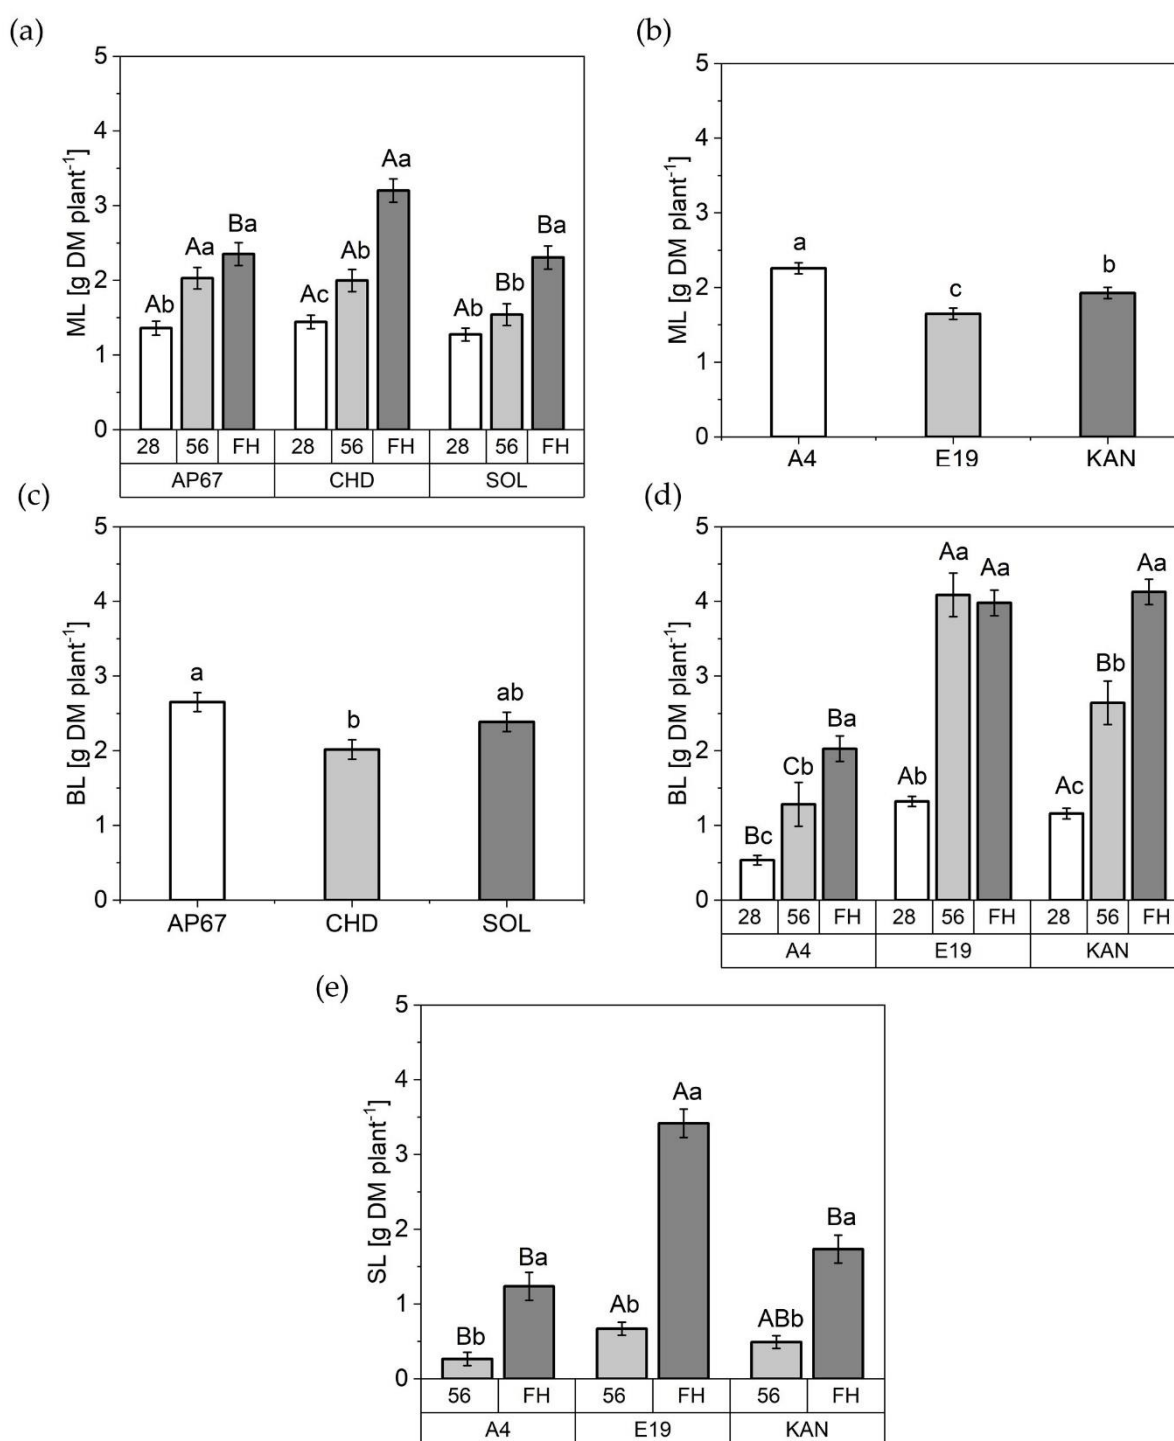 (a)
5
4
3
2
1
0
ML [g DM plant⁻¹]
Ab
Aa
Ba
Ac
Ab
Aa
Ab
Bb
Ba
28 56 FH 28 56 FH 28 56 FH
AP67 CHD SOL
(b)
5
4
3
2
1
0
ML [g DM plant⁻¹]
a
c
b
A4 E19 KAN
(c)
5
4
3
2
1
0
BL [g DM plant⁻¹]
a
b
ab
AP67 CHD SOL
(d)
5
4
3
2
1
0
BL [g DM plant⁻¹]
Bc
Cb
Ba
Ab
Aa
Aa
Ac
Bb
Aa
28 56 FH 28 56 FH 28 56 FH
A4 E19 KAN
(e)
5
4
3
2
1
0
SL [g DM plant⁻¹]
Bb
Ba
Ab
Aa
ABb
Ba
56 FH 56 FH 56 FH
A4 E19 KAN